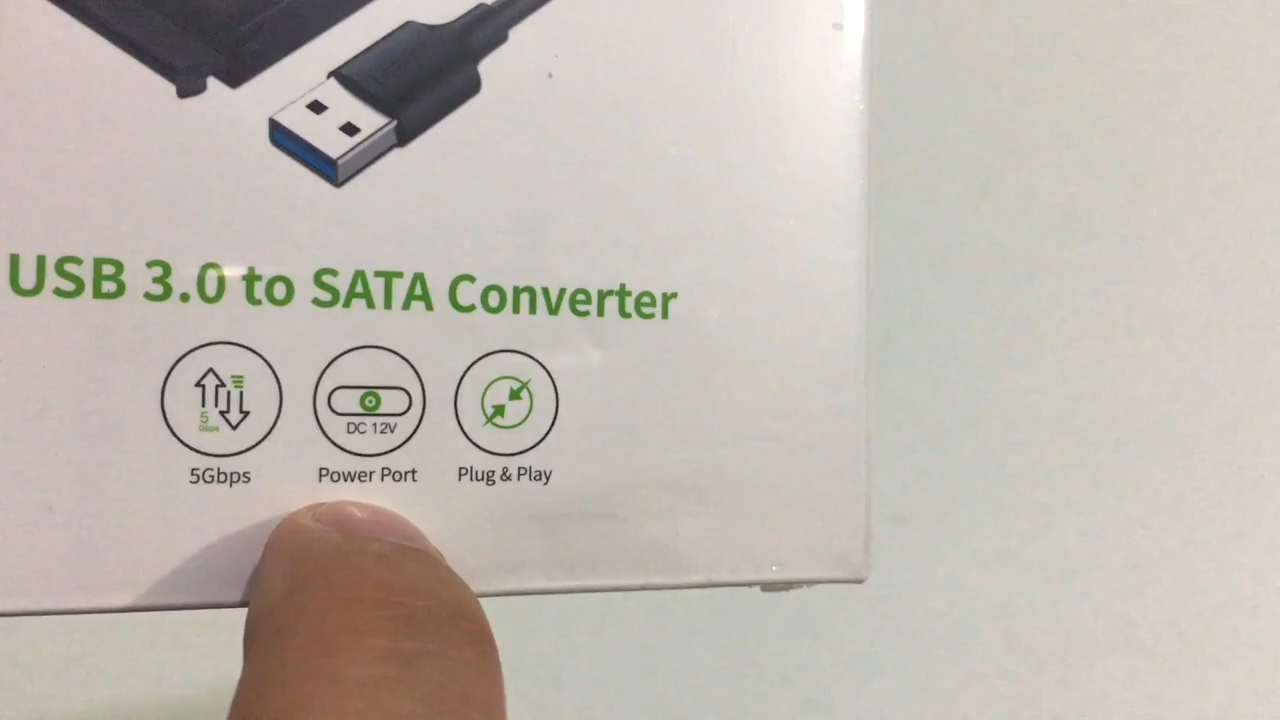 USB 3.0 to SATA Converter
5
Gbps
DC 12V
5Gbps
Power Port
Plug & Play